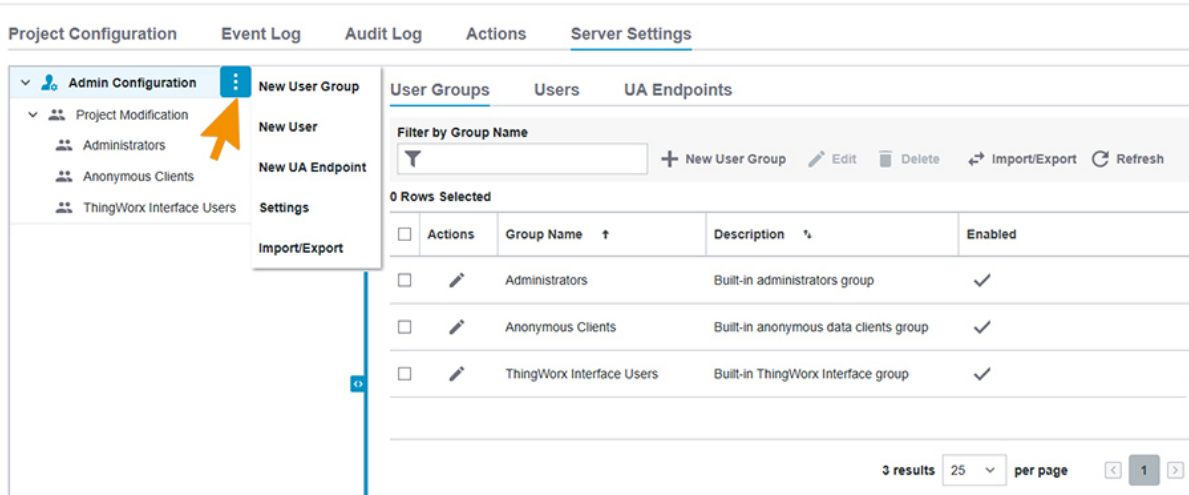 Project Configuration Event Log Audit Log Actions Server Settings
Admin Configuration
Project Modification
Administrators
Anonymous Clients
ThingWorx Interface Users
New User Group
New User
New UA Endpoint
Settings
Import/Export
User Groups Users UA Endpoints
Filter by Group Name
New User Group Edit Delete Import/Export Refresh
0 Rows Selected
Actions Group Name Description Enabled
Administrators Built-in administrators group
Anonymous Clients Built-in anonymous data clients group
ThingWorx Interface Users Built-in ThingWorx Interface group
3 results 25 per page 1